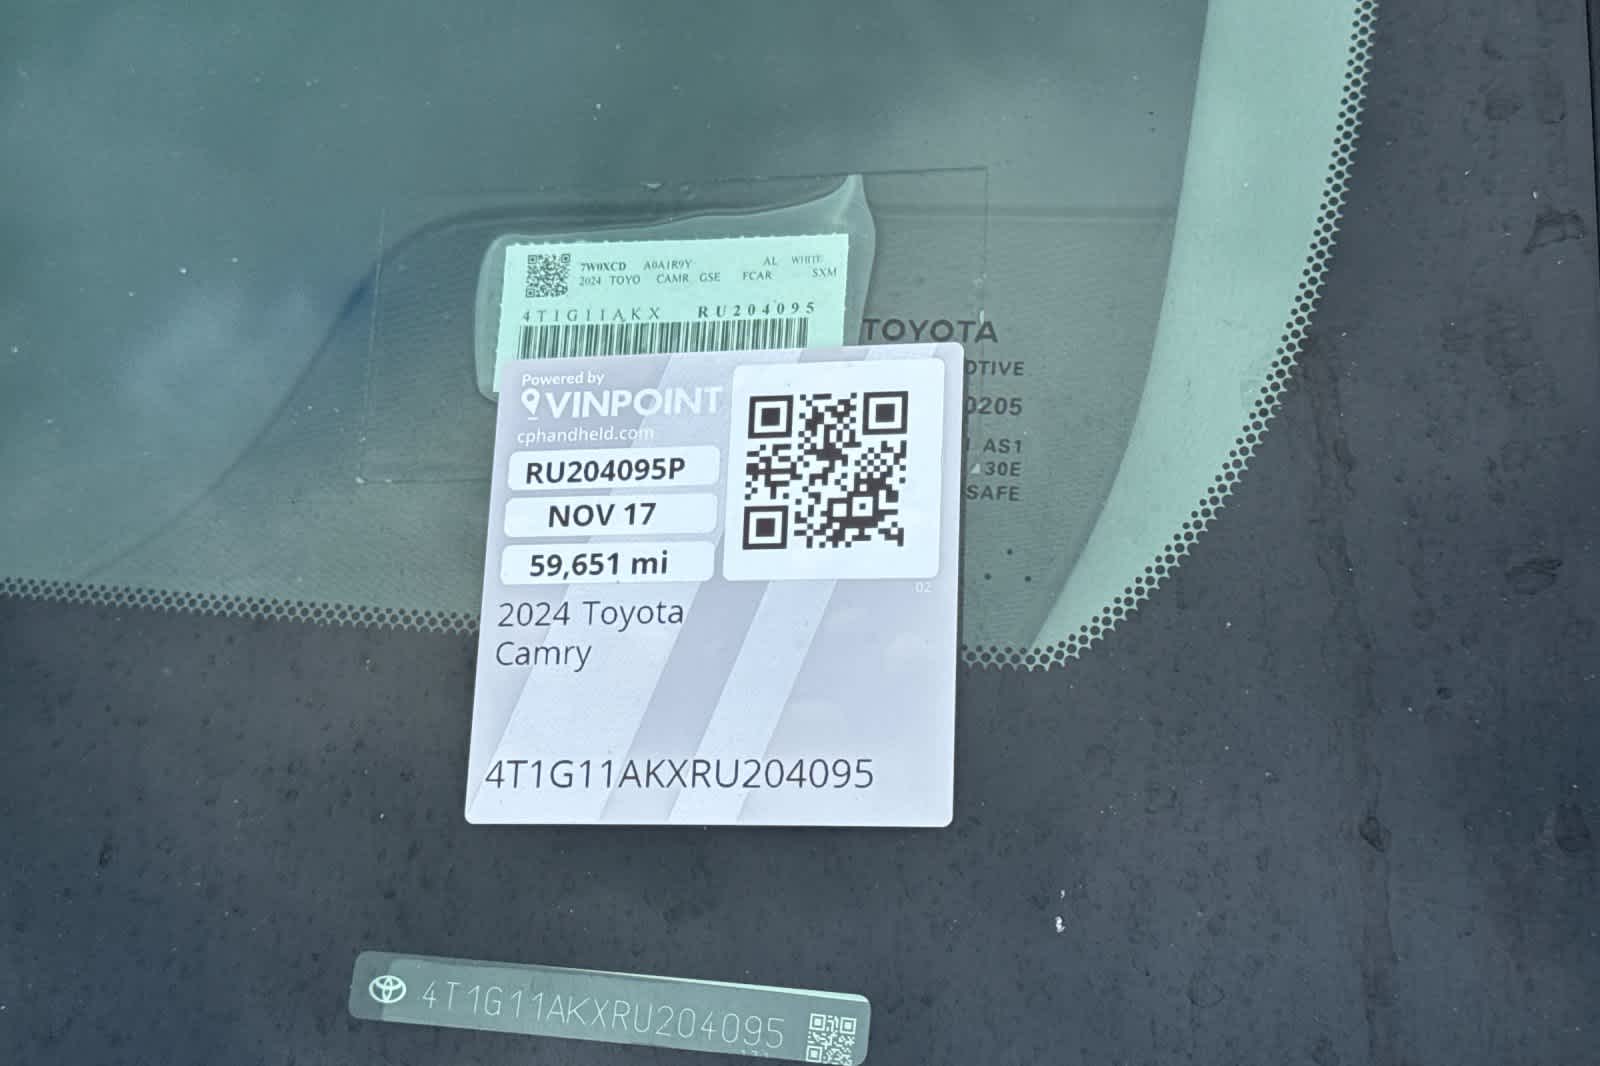 7W0XCD A0A1R9Y AL WHITE
2024 TOYO CAMR GSE FCAR SXM
4T1G11AKX RU204095
TOYOTA
0205
AS1
30E
SAFE
Powered by
VINPOINT
cphandheld.com
RU204095P
NOV 17
59,651 mi
02
2024 Toyota
Camry
4T1G11AKXRU204095
4T1G11AKXRU204095